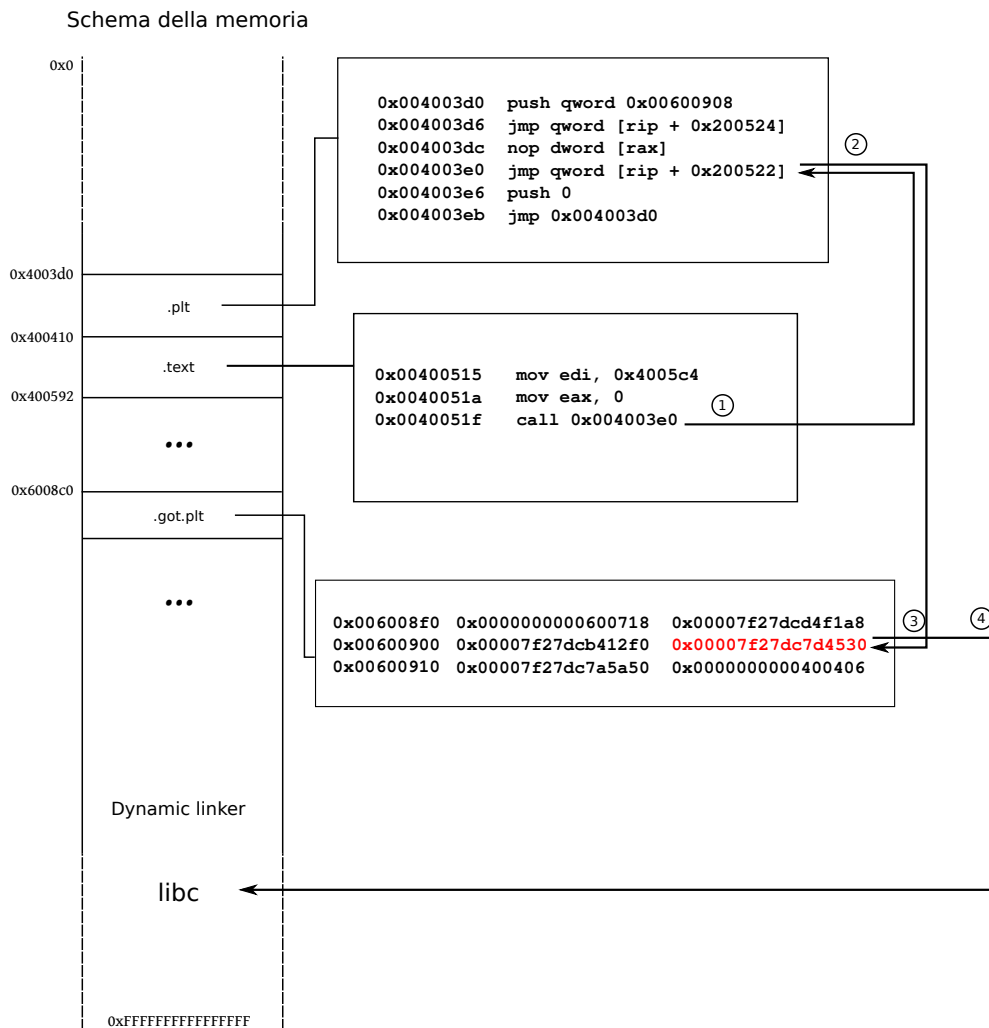 Schema della memoria
0x0
0x004003d0 push qword 0x00600908
0x004003d6 jmp qword [rip + 0x200524]
0x004003dc nop dword [rax]
0x004003e0 jmp qword [rip + 0x200522]
0x004003e6 push 0
0x004003eb jmp 0x004003d0
2
0x4003d0
.plt
0x400410
.text
0x400592
0x00400515 mov edi, 0x4005c4
0x0040051a mov eax, 0
0x0040051f call 0x004003e0
1
...
0x6008c0
.got.plt
...
0x006008f0 0x0000000000600718 0x00007f27dcd4f1a8
0x00600900 0x00007f27dcb412f0 0x00007f27dc7d4530
0x00600910 0x00007f27dc7a5a50 0x0000000000400406
3
4
Dynamic linker
libc
0xFFFFFFFFFFFFFFFF